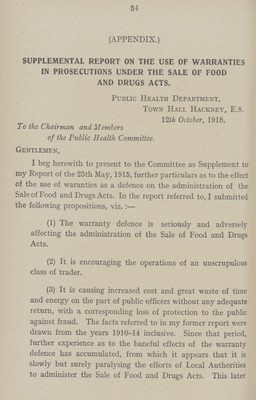 54
(APPENDIX.)
SUPPLEMENTAL REPORT ON THE USE OF WARRANTIES
IN PROSECUTIONS UNDER THE SALE OF FOOD
AND DRUGS ACTS.
PUBLIC HEALTH DEPARTMENT,
TOWN HALL HACKNEY, E.8.
12th October, 1918.
To the Chairman and Members
of the Public Health Committee.
GENTLEMEN,
I beg herewith to present to the Committee as Supplement to
my Report of the 25th May, 1915, further particulars as to the effect
of the use of waranties as a defence on the administration of the
Sale of Food and Drugs Acts. In the report referred to, I submitted
the following propositions, viz. :—
(1) The warranty defence is seriously and adversely
affecting the administration of the Sale of Food and Drugs
Acts.
(2) It is encouraging the operations of an unscrupulous
class of trader.
(3) It is causing increased cost and great waste of time
and energy on the part of public officers without any adequate
return, with a corresponding loss of protection to the public
against fraud. The facts referred to in my former report were
drawn from the years 1910-14 inclusive. Since that period,
further experience as to the baneful effects of the warranty
defence has accumulated, from which it appears that it is
slowly but surely paralysing the efforts of Local Authorities
to administer the Sale of Food and Drugs Acts. This later